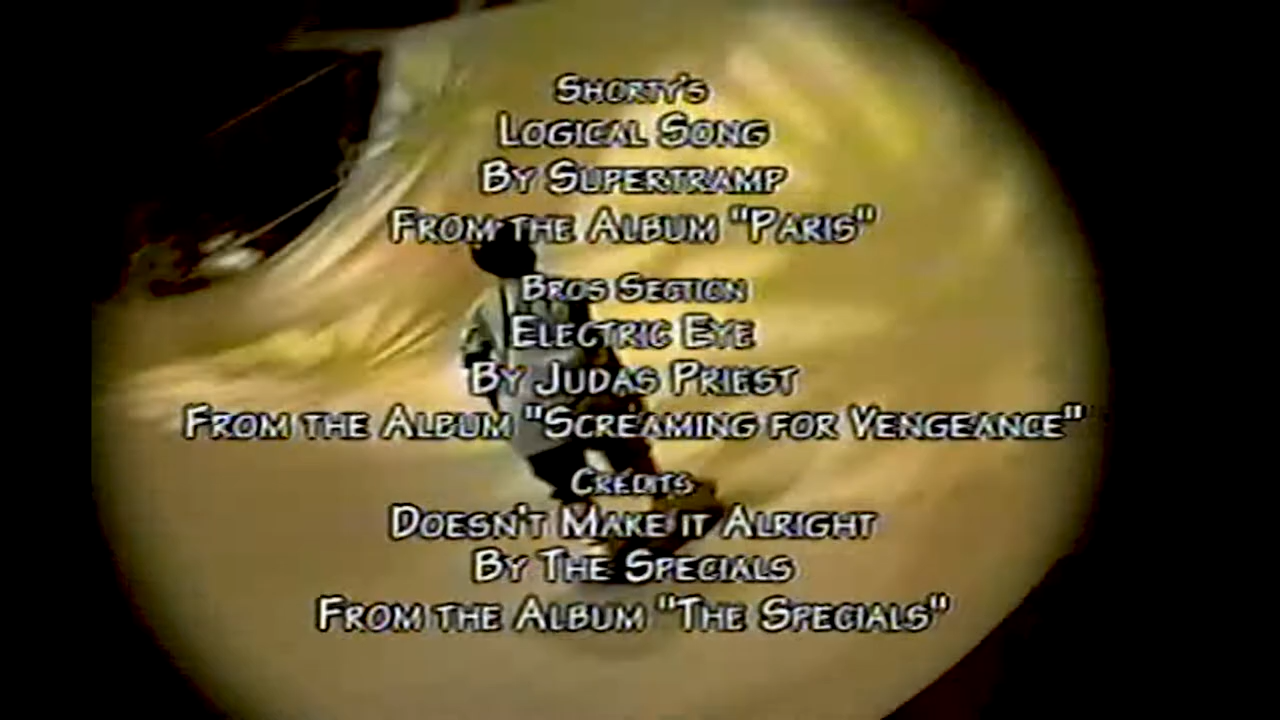 Shorty's
Logical Song
By Supertramp
From the Album "Paris"
Bros Section
Electric Eye
By Judas Priest
From the Album "Screaming for Vengeance"
Credits
Doesn't Make it Alright
By The Specials
From the Album "The Specials"